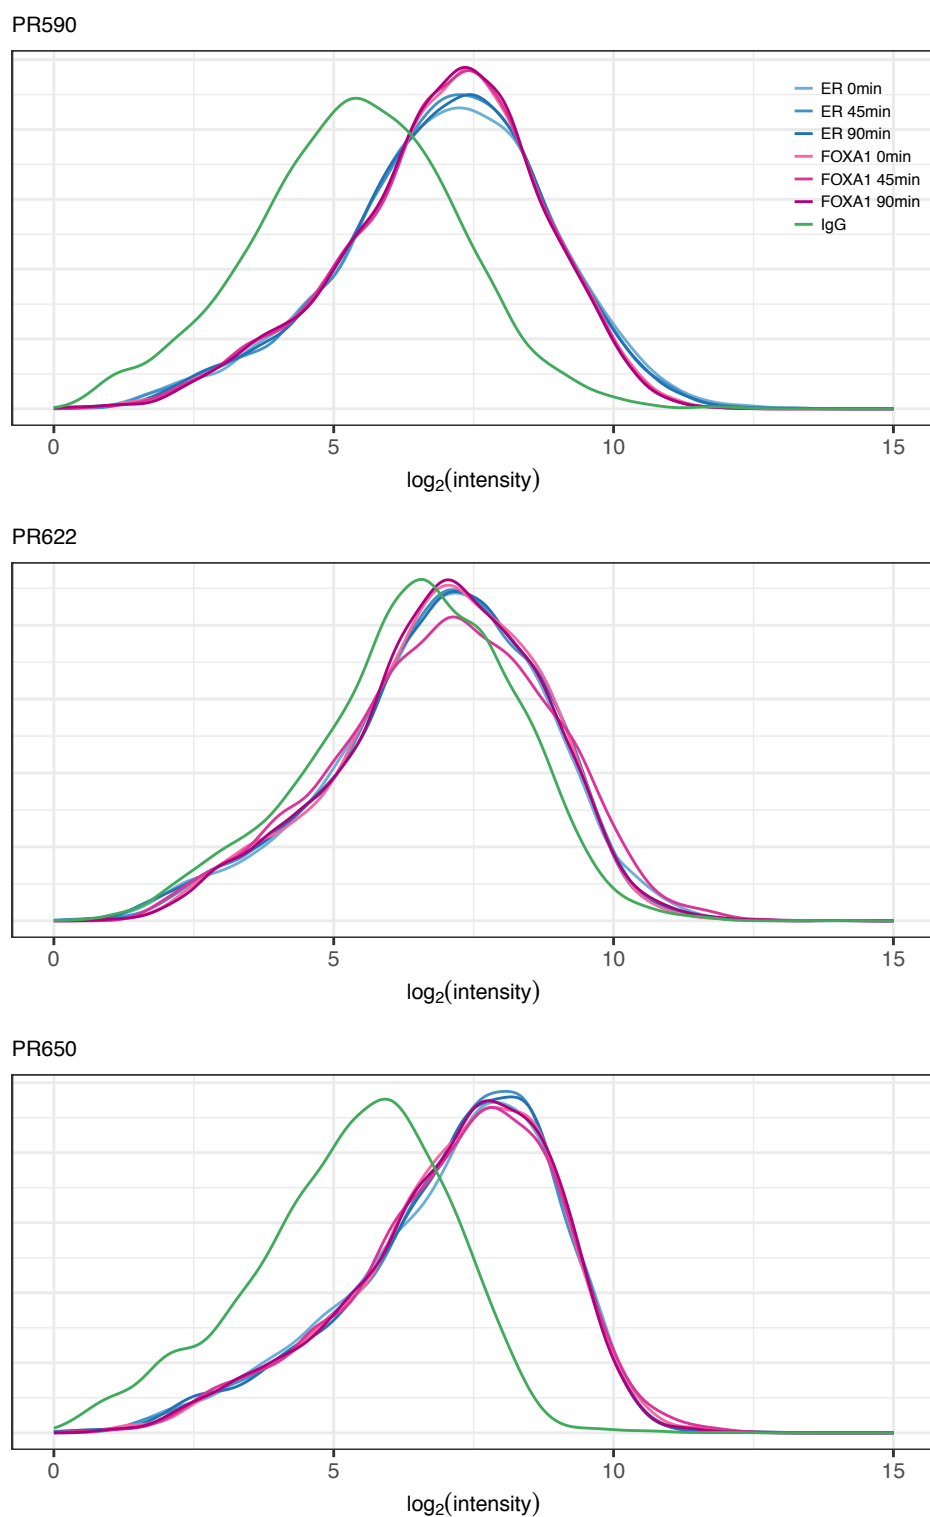 PR590
ER 0min
ER 45min
ER 90min
FOXA1 0min
FOXA1 45min
FOXA1 90min
IgG
0 5 10 15
log₂(intensity)
PR622
0 5 10 15
log₂(intensity)
PR650
0 5 10 15
log₂(intensity)